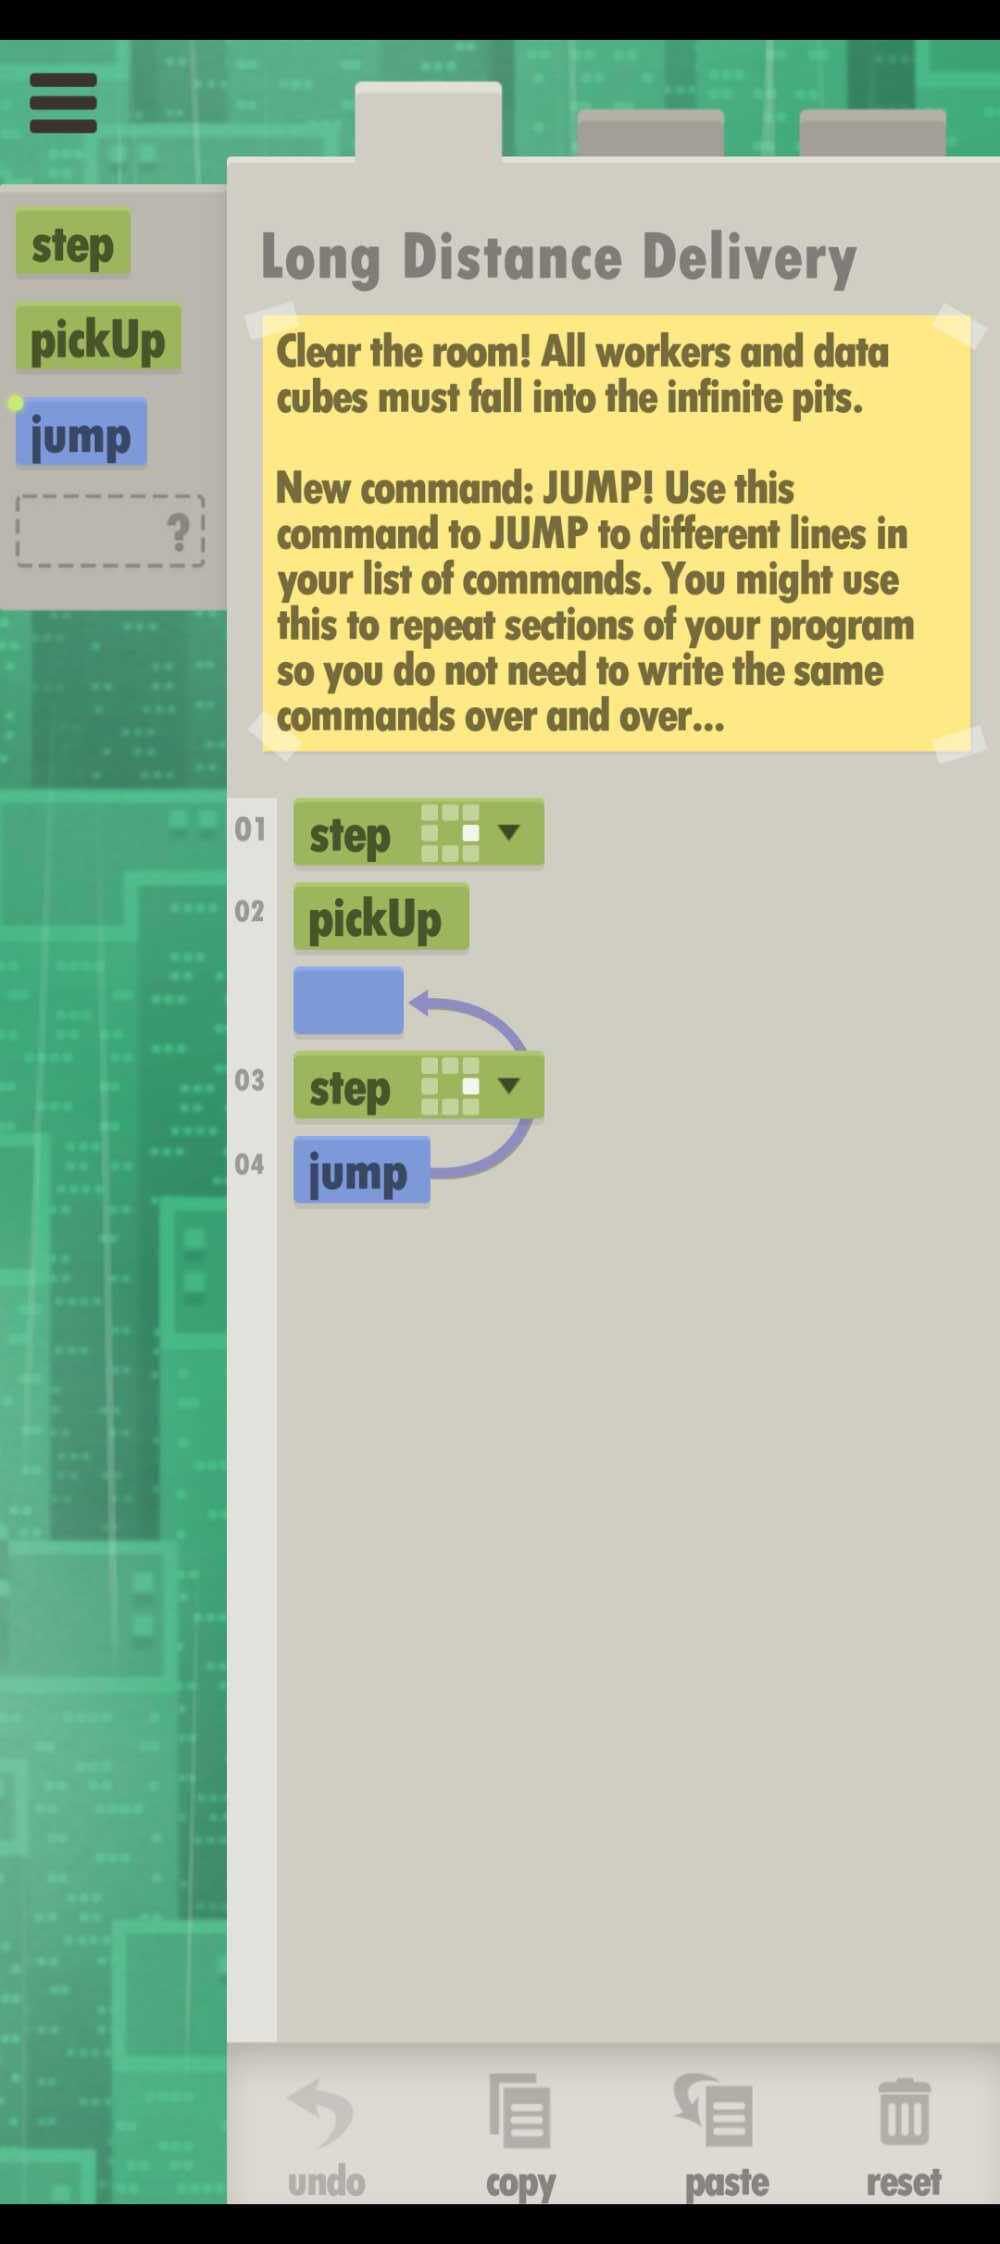 step
pickUp
jump
?
Long Distance Delivery
Clear the room! All workers and data
cubes must fall into the infinite pits.
New command: JUMP! Use this
command to JUMP to different lines in
your list of commands. You might use
this to repeat sections of your program
so you do not need to write the same
commands over and over...
01 step
02 pickUp
03 step
04 jump
undo copy paste reset